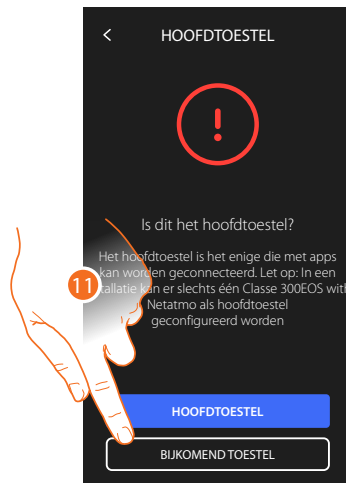 HOOFDTOESTEL
Is dit het hoofdtoestel?
Het hoofdtoestel is het enige die met apps
kan worden geconnecteerd. Let op: In een
tallatie kan er slechts één Classe 300EOS wit
Netatmo als hoofdtoestel
geconfigureerd worden
11
HOOFDTOESTEL
BIJKOMEND TOESTEL